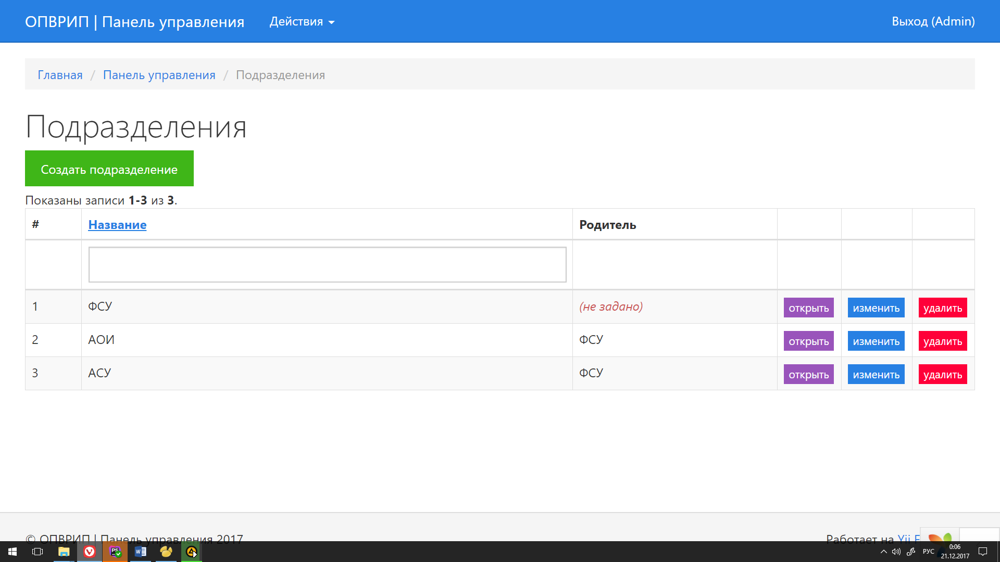 ОПВРИП | Панель управления Действия Выход (Admin)
Главная / Панель управления / Подразделения
Подразделения
Создать подразделение
Показаны записи 1-3 из 3.
# Название Родитель
1 ФСУ (не задано) открыть изменить удалить
2 АОИ ФСУ открыть изменить удалить
3 АСУ ФСУ открыть изменить удалить
© ОПВРИП | Панель управления 2017 Работает на Yii F
PS W РУС 0:06
21.12.2017